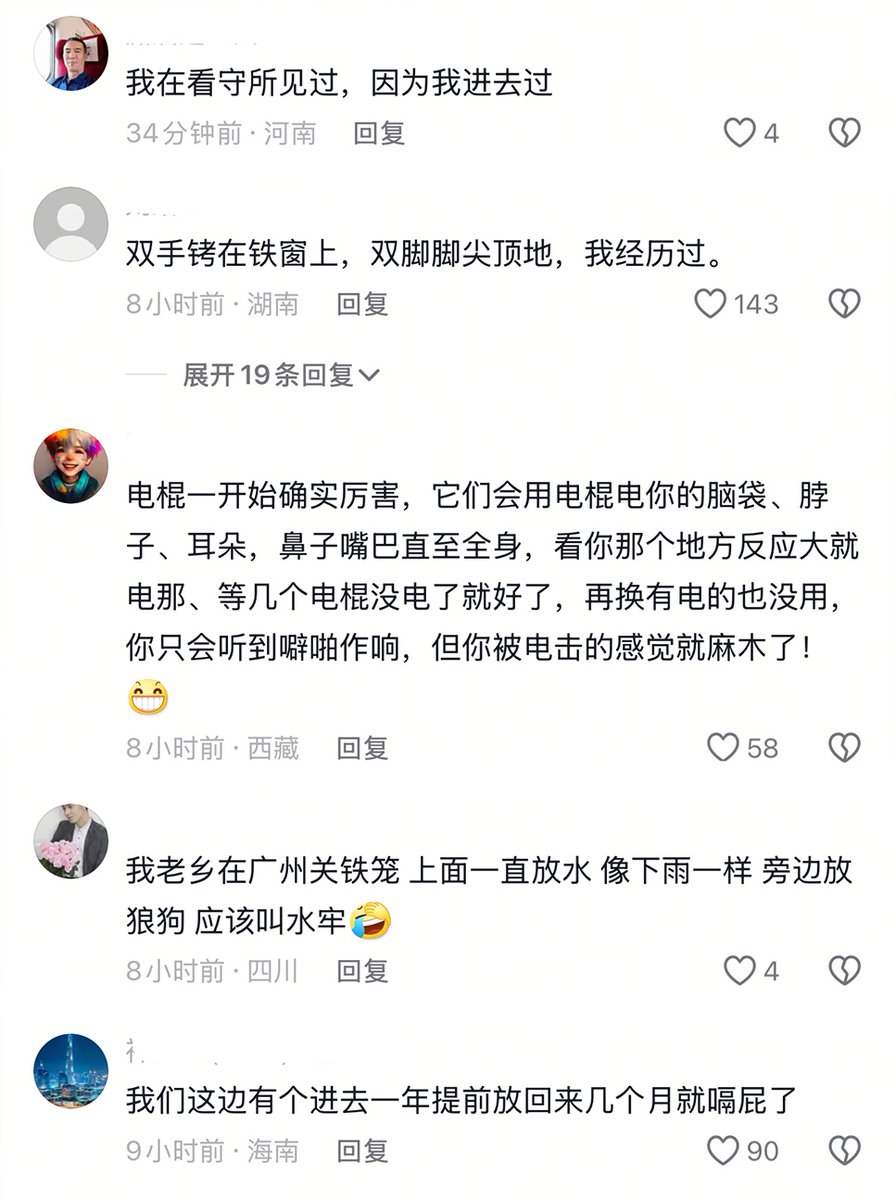 我在看守所见过，因为我进去过
34分钟前·河南 回复 4
双手铐在铁窗上，双脚脚尖顶地，我经历过。
8小时前·湖南 回复 143
展开19条回复
电棍一开始确实厉害，它们会用电棍电你的脑袋、脖
子、耳朵，鼻子嘴巴直至全身，看你那个地方反应大就
电那、等几个电棍没电了就好了，再换有电的也没用，
你只会听到噼啪作响，但你被电击的感觉就麻木了！
😁
8小时前·西藏 回复 58
我老乡在广州关铁笼 上面一直放水 像下雨一样 旁边放
狼狗 应该叫水牢🤣
8小时前·四川 回复 4
我们这边有个进去一年提前放回来几个月就嗝屁了
9小时前·海南 回复 90